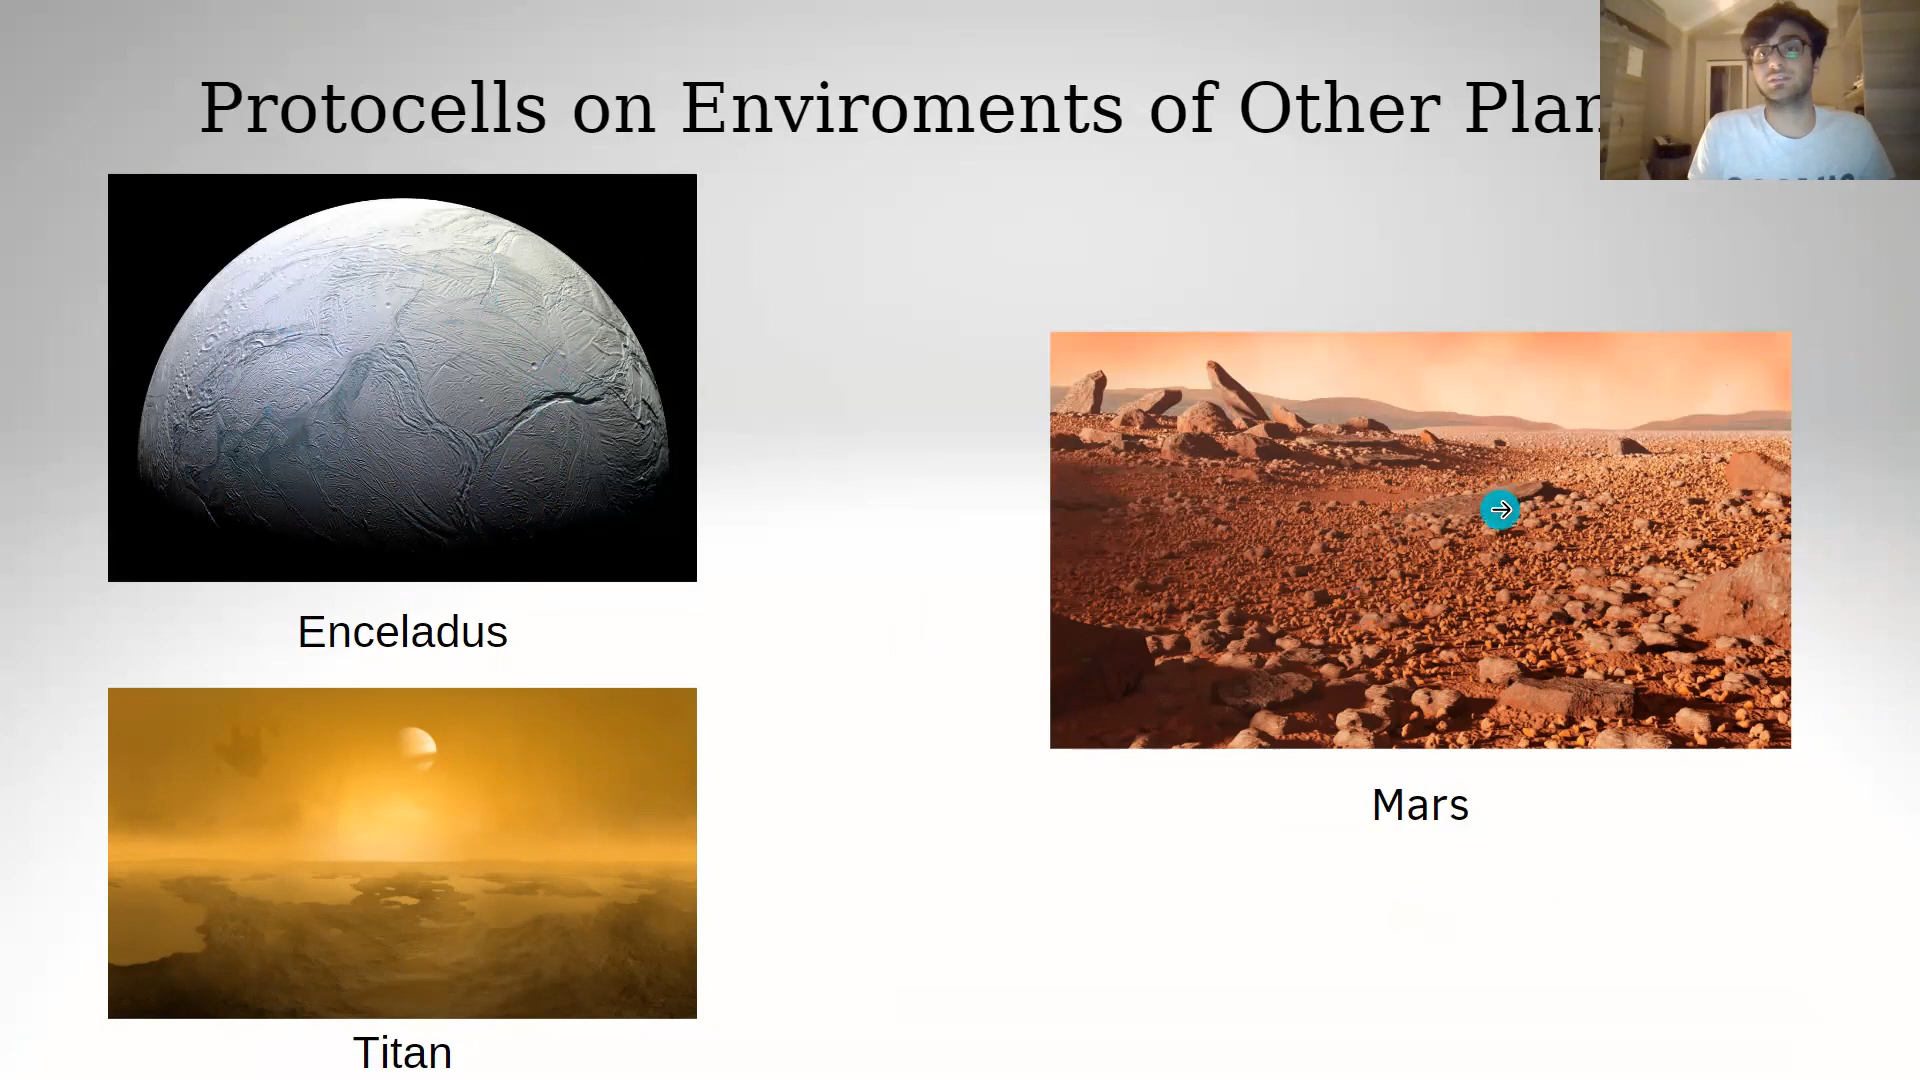 Protocells on Enviroments of Other
Enceladus
Mars
Titan